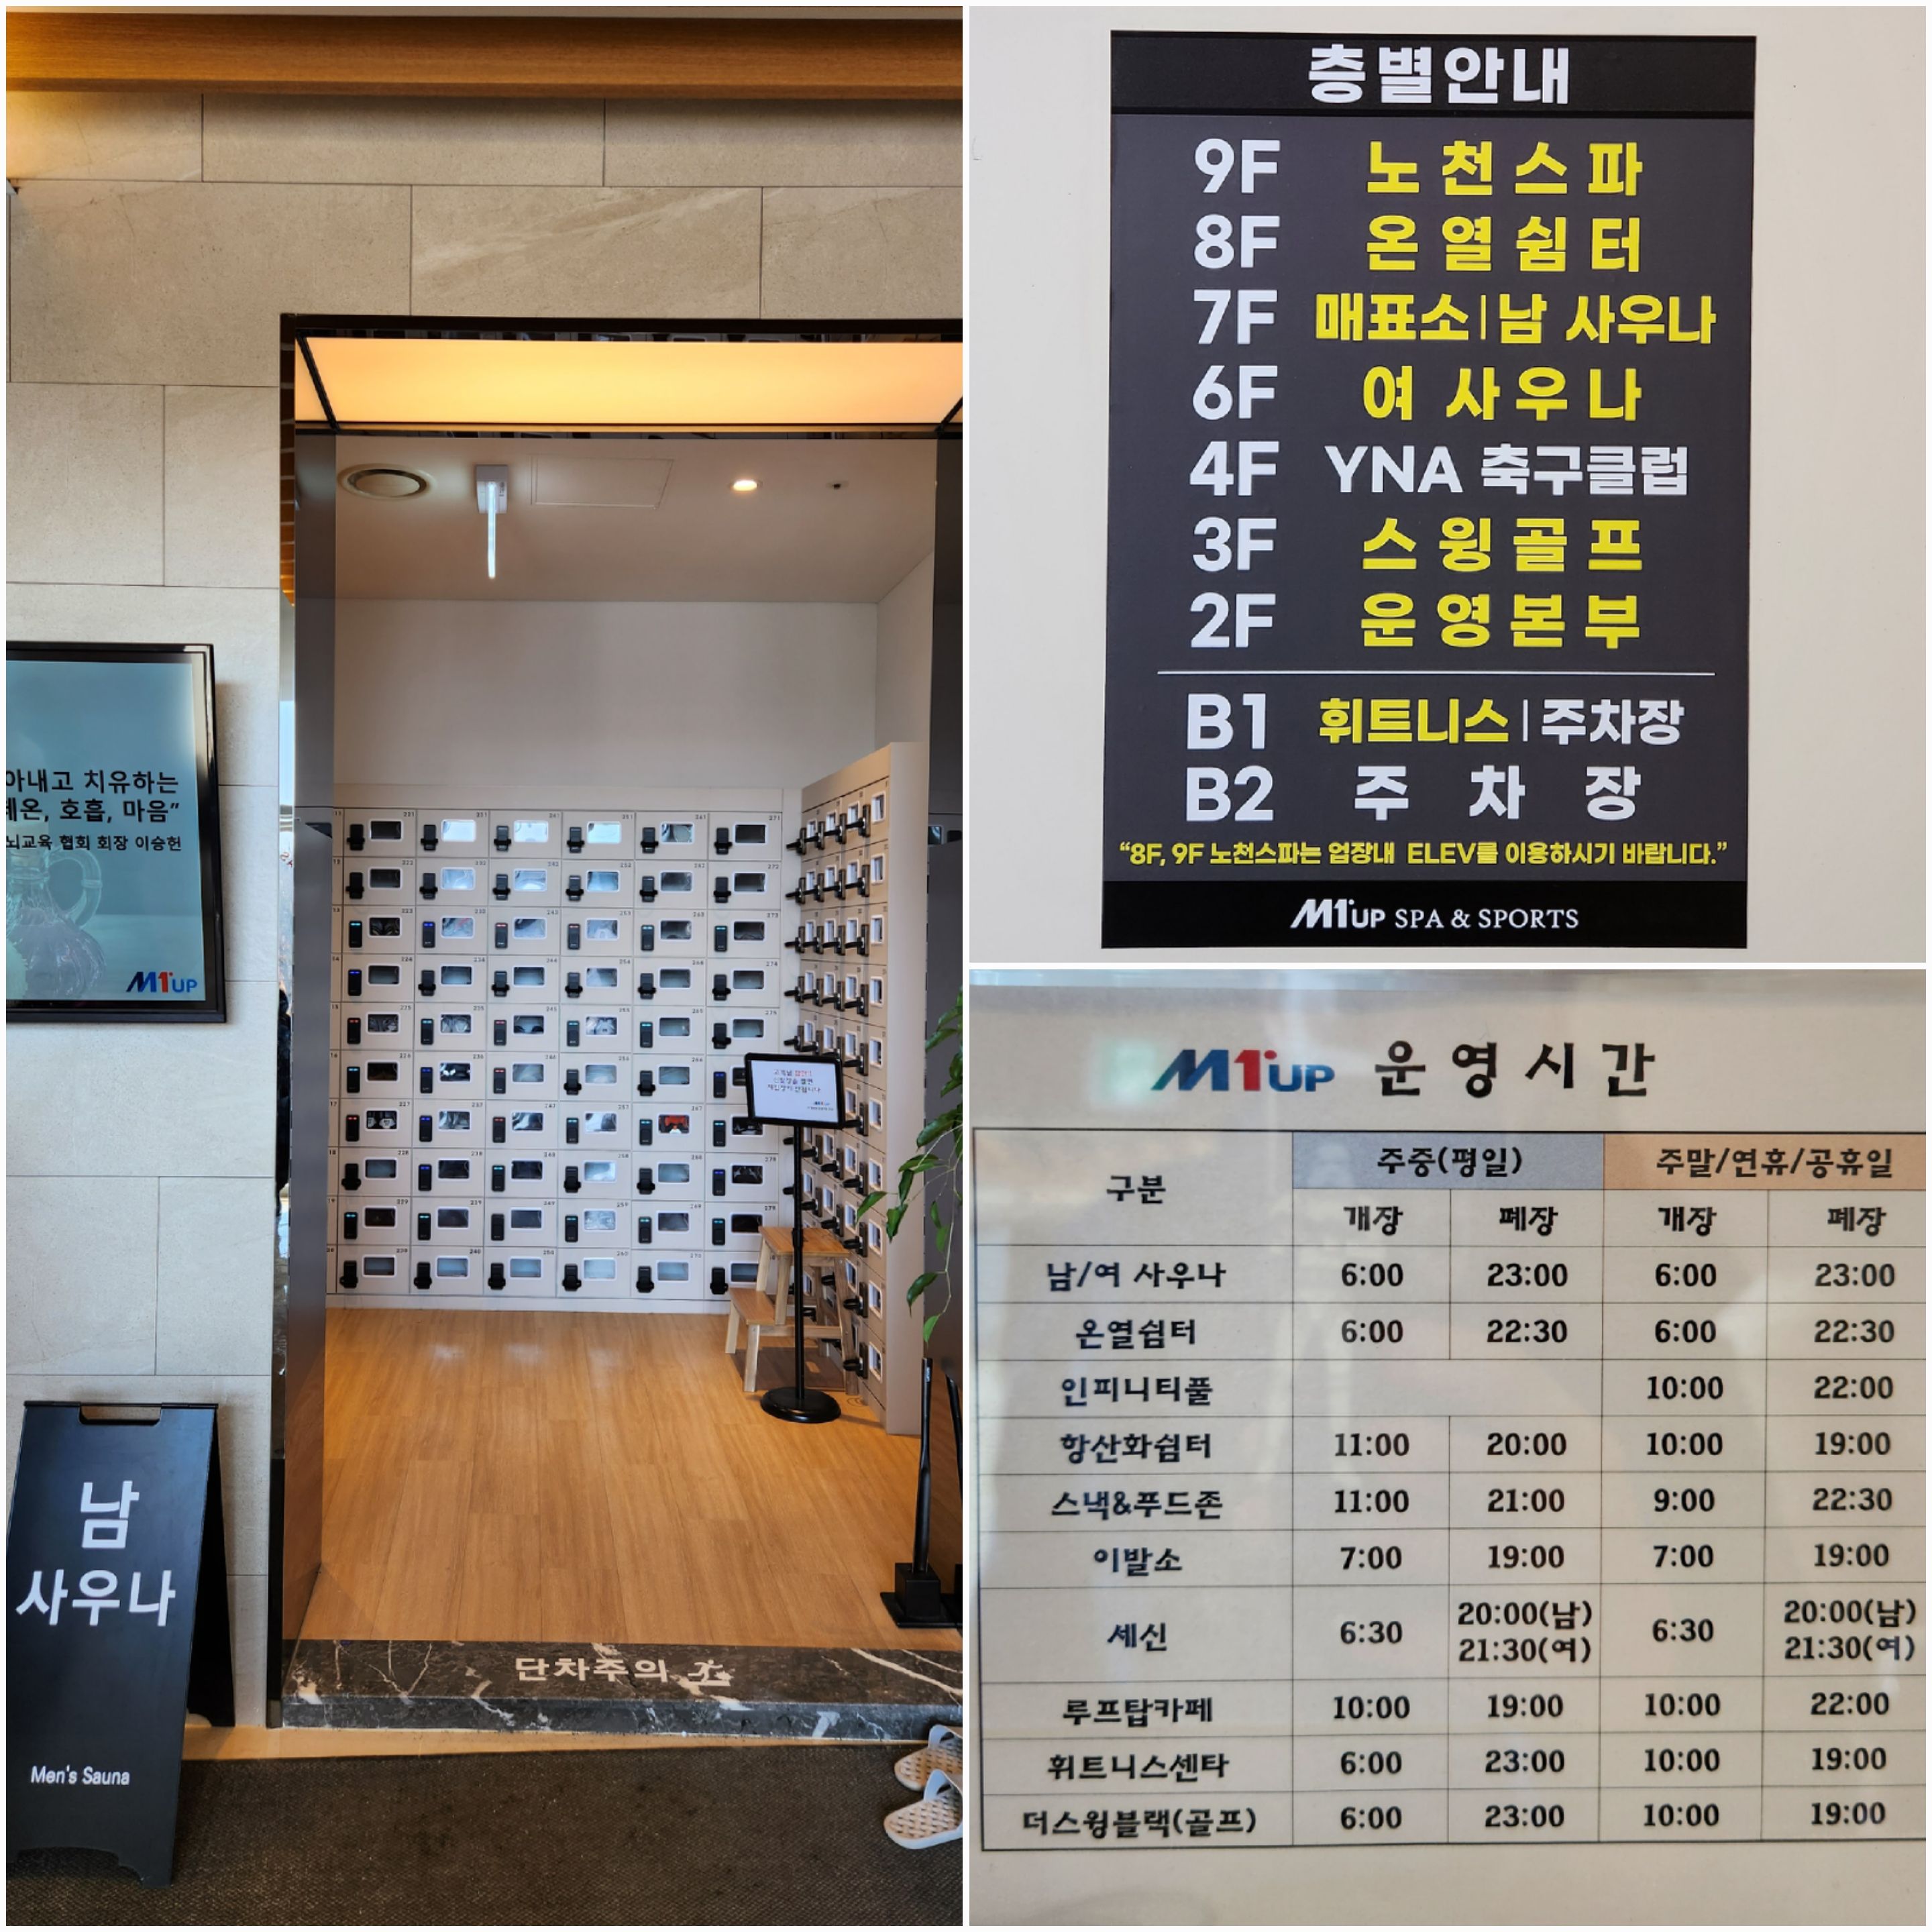 아내고 치유하는
체온, 호흡, 마음”
뇌교육 협회 회장 이승헌
M1UP
남
사우나
Men's Sauna
단차주의
층별안내
9F 노천스파
8F 온열쉼터
7F 매표소 | 남 사우나
6F 여 사우나
4F YNA 축구클럽
3F 스윙골프
2F 운영본부
B1 휘트니스 | 주차장
B2 주 차 장
“8F, 9F 노천스파는 업장내 ELEV를 이용하시기 바랍니다.”
M1UP SPA & SPORTS
M1UP 운영시간
구분 주중(평일) 주말/연휴/공휴일
개장 폐장 개장 폐장
남/여 사우나 6:00 23:00 6:00 23:00
온열쉼터 6:00 22:30 6:00 22:30
인피니티풀 10:00 22:00
항산화쉼터 11:00 20:00 10:00 19:00
스낵&푸드존 11:00 21:00 9:00 22:30
이발소 7:00 19:00 7:00 19:00
세신 6:30 20:00(남) 21:30(여) 6:30 20:00(남) 21:30(여)
루프탑카페 10:00 19:00 10:00 22:00
휘트니스센타 6:00 23:00 10:00 19:00
더스윙블랙(골프) 6:00 23:00 10:00 19:00